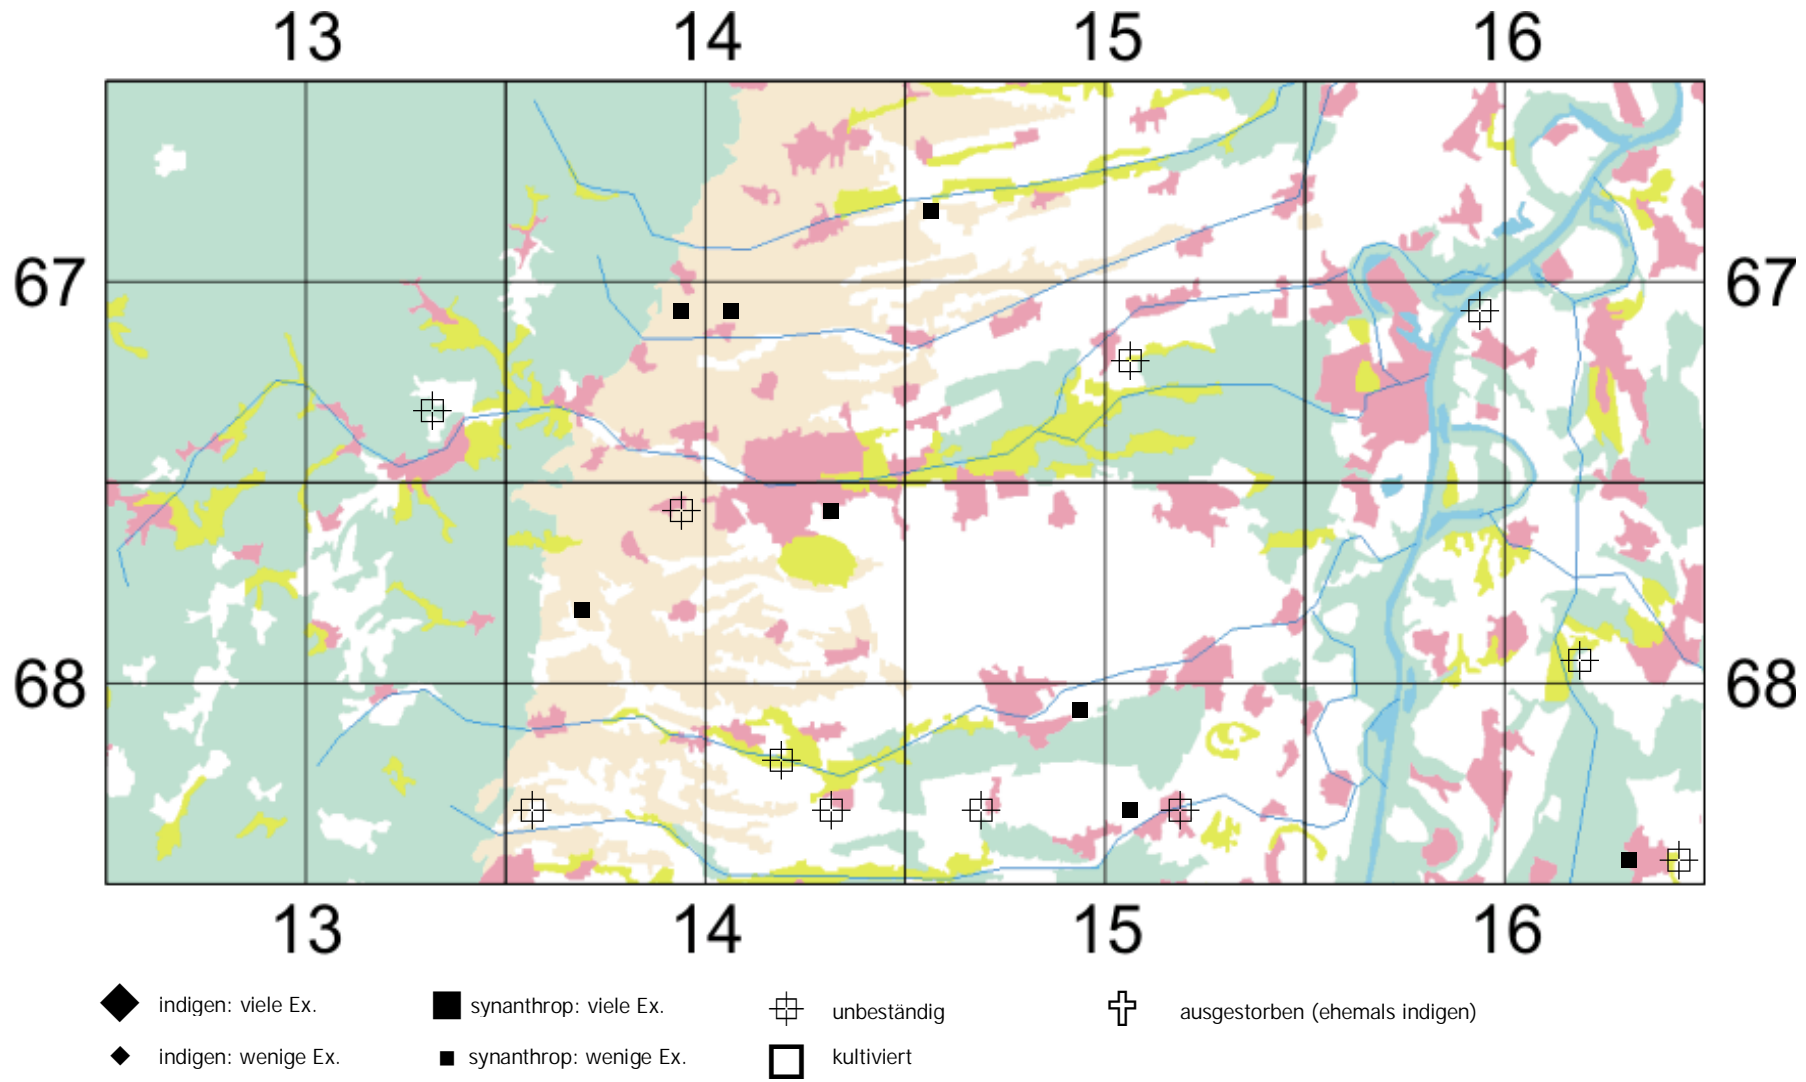 13 14 15 16
67 67
68 68
13 14 15 16
indigen: viele Ex. synanthrop: viele Ex. unbeständig ausgestorben (ehemals indigen)
indigen: wenige Ex. synanthrop: wenige Ex. kultiviert